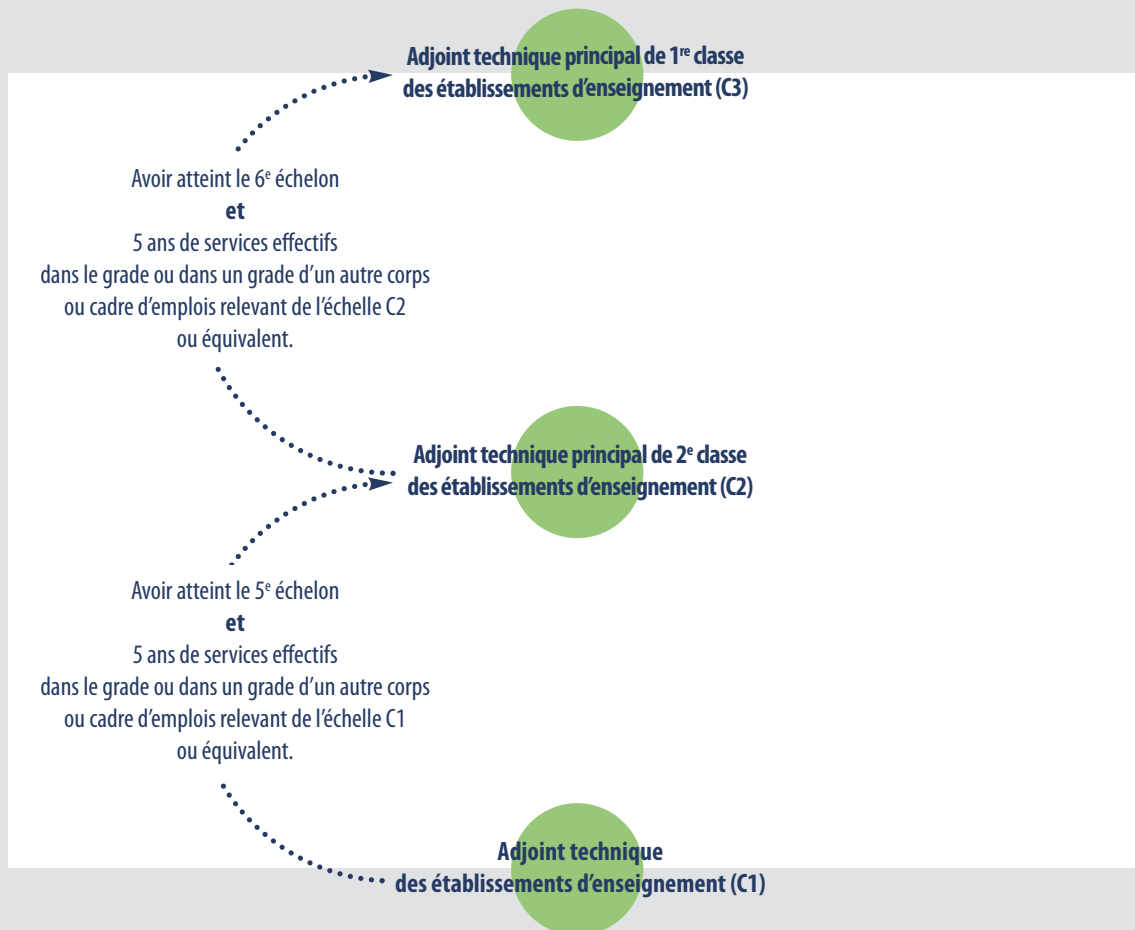 Adjoint technique principal de 1re classe
des établissements d'enseignement (C3)
Avoir atteint le 6e échelon
et
5 ans de services effectifs
dans le grade ou dans un grade d'un autre corps
ou cadre d'emplois relevant de l'échelle C2
ou équivalent.
Adjoint technique principal de 2e classe
des établissements d'enseignement (C2)
Avoir atteint le 5e échelon
et
5 ans de services effectifs
dans le grade ou dans un grade d'un autre corps
ou cadre d'emplois relevant de l'échelle C1
ou équivalent.
Adjoint technique
des établissements d'enseignement (C1)